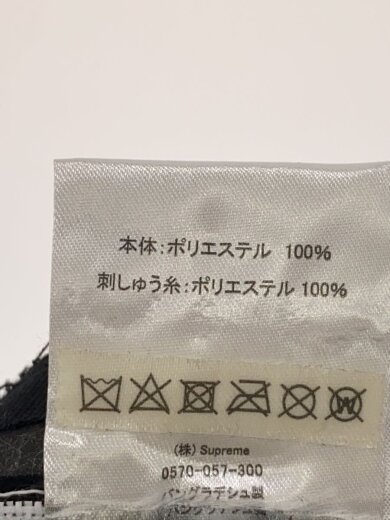 本体:ポリエステル 100%
刺しゅう糸:ポリエステル 100%
W
(株) Supreme
0570-057-300
バングラデシュ製